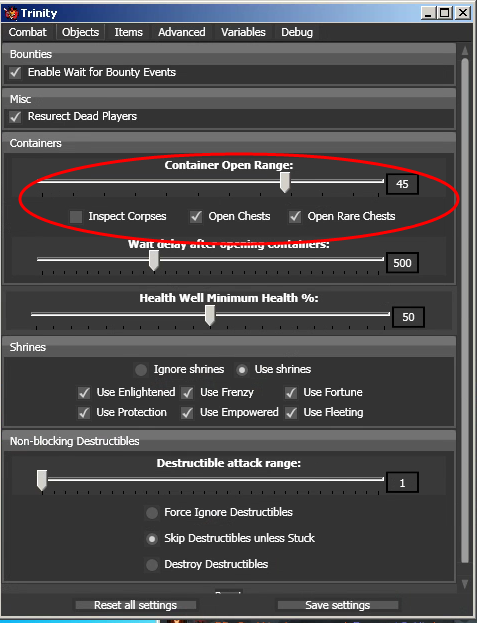 Trinity
Combat Objects Items Advanced Variables Debug
Bounties
Enable Wait for Bounty Events
Misc
Resurect Dead Players
Containers
Container Open Range:
45
Inspect Corpses Open Chests Open Rare Chests
Wait delay after opening containers:
500
Health Well Minimum Health %:
50
Shrines
Ignore shrines Use shrines
Use Enlightened Use Frenzy Use Fortune
Use Protection Use Empowered Use Fleeting
Non-blocking Destructibles
Destructible attack range:
1
Force Ignore Destructibles
Skip Destructibles unless Stuck
Destroy Destructibles
Reset all settings Save settings